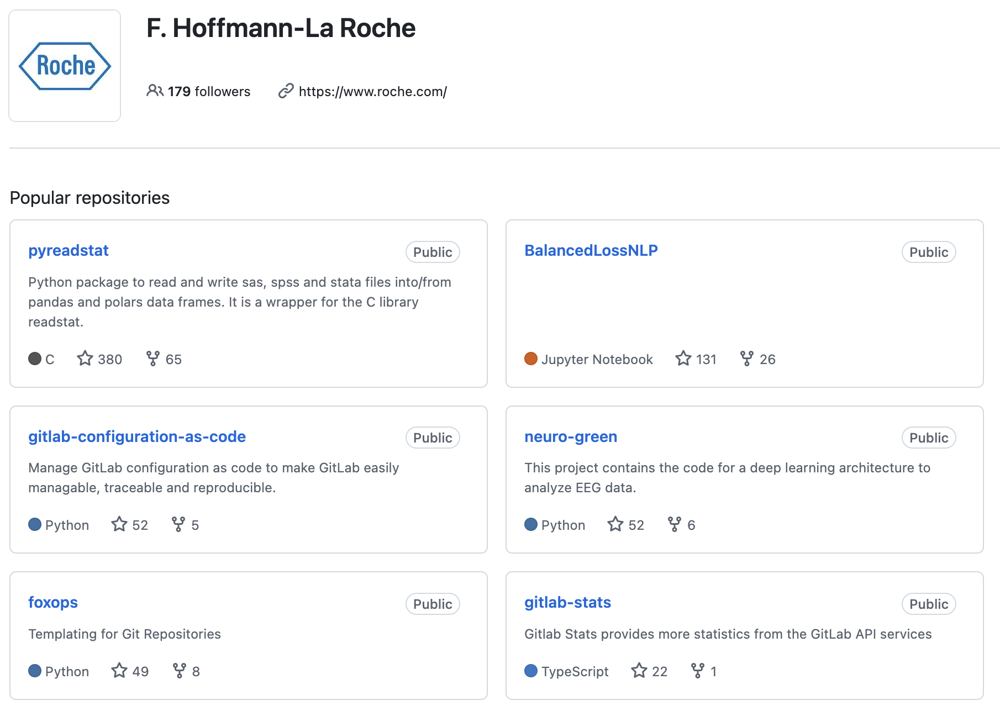 Roche
F. Hoffmann-La Roche
179 followers https://www.roche.com/
Popular repositories
pyreadstat Public
Python package to read and write sas, spss and stata files into/from
pandas and polars data frames. It is a wrapper for the C library
readstat.
C 380 65
BalancedLossNLP Public
Jupyter Notebook 131 26
gitlab-configuration-as-code Public
Manage GitLab configuration as code to make GitLab easily
managable, traceable and reproducible.
Python 52 5
neuro-green Public
This project contains the code for a deep learning architecture to
analyze EEG data.
Python 52 6
foxops Public
Templating for Git Repositories
Python 49 8
gitlab-stats Public
Gitlab Stats provides more statistics from the GitLab API services
TypeScript 22 1